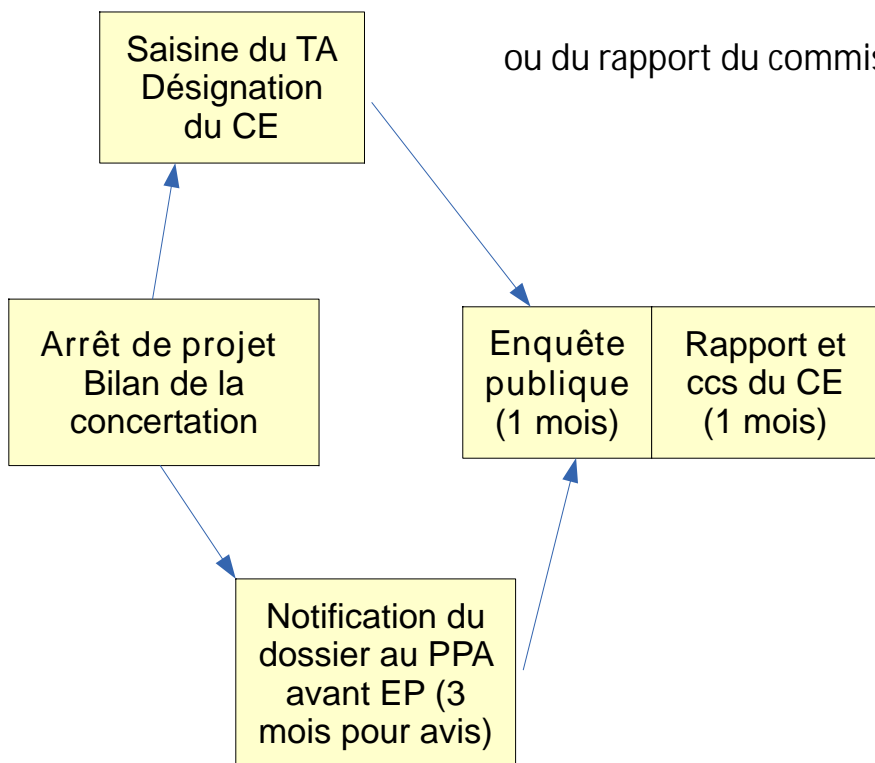 Saisine du TA
Désignation
du CE
ou du rapport du commis
Arrêt de projet
Bilan de la
concertation
Enquête
publique
(1 mois)
Rapport et
ccs du CE
(1 mois)
Notification du
dossier au PPA
avant EP (3
mois pour avis)